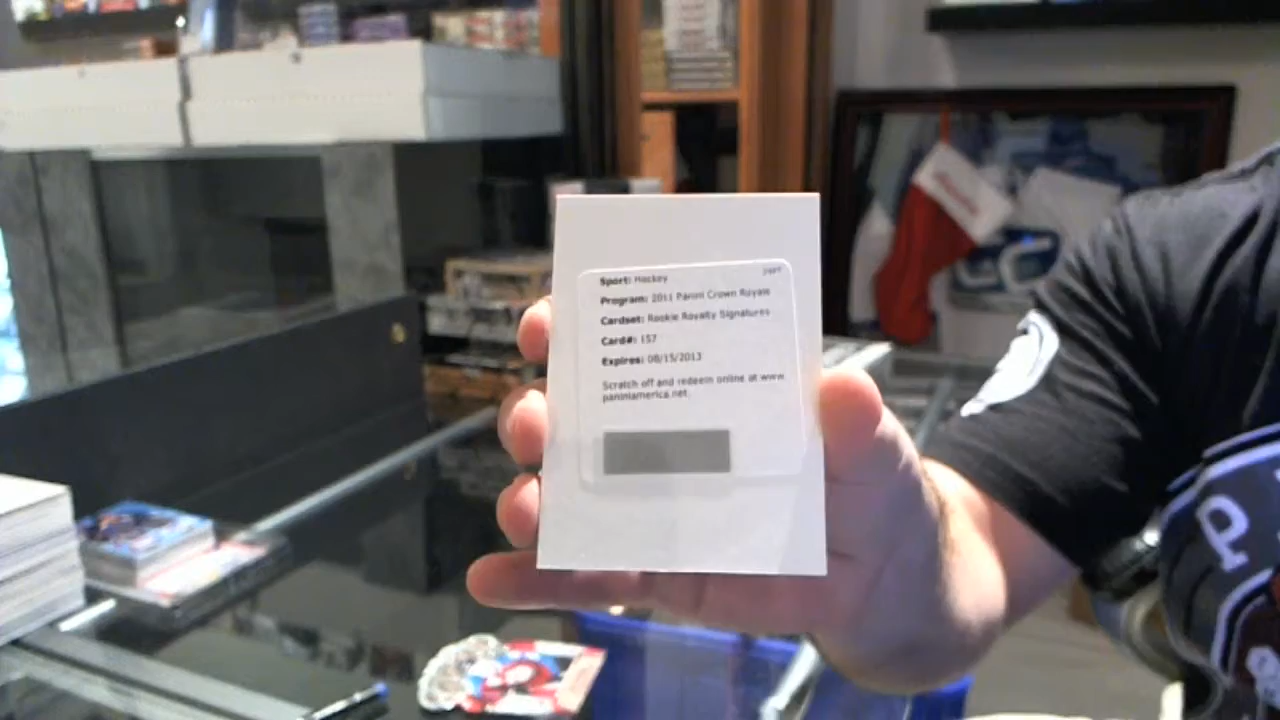 Sport: Hockey
Program: 2011 Panini Crown Royale
Cardset: Rookie Royalty Signatures
Card#: 157
Expires: 08/15/2013
Scratch off and redeem online at www.
paniniamerica.net.